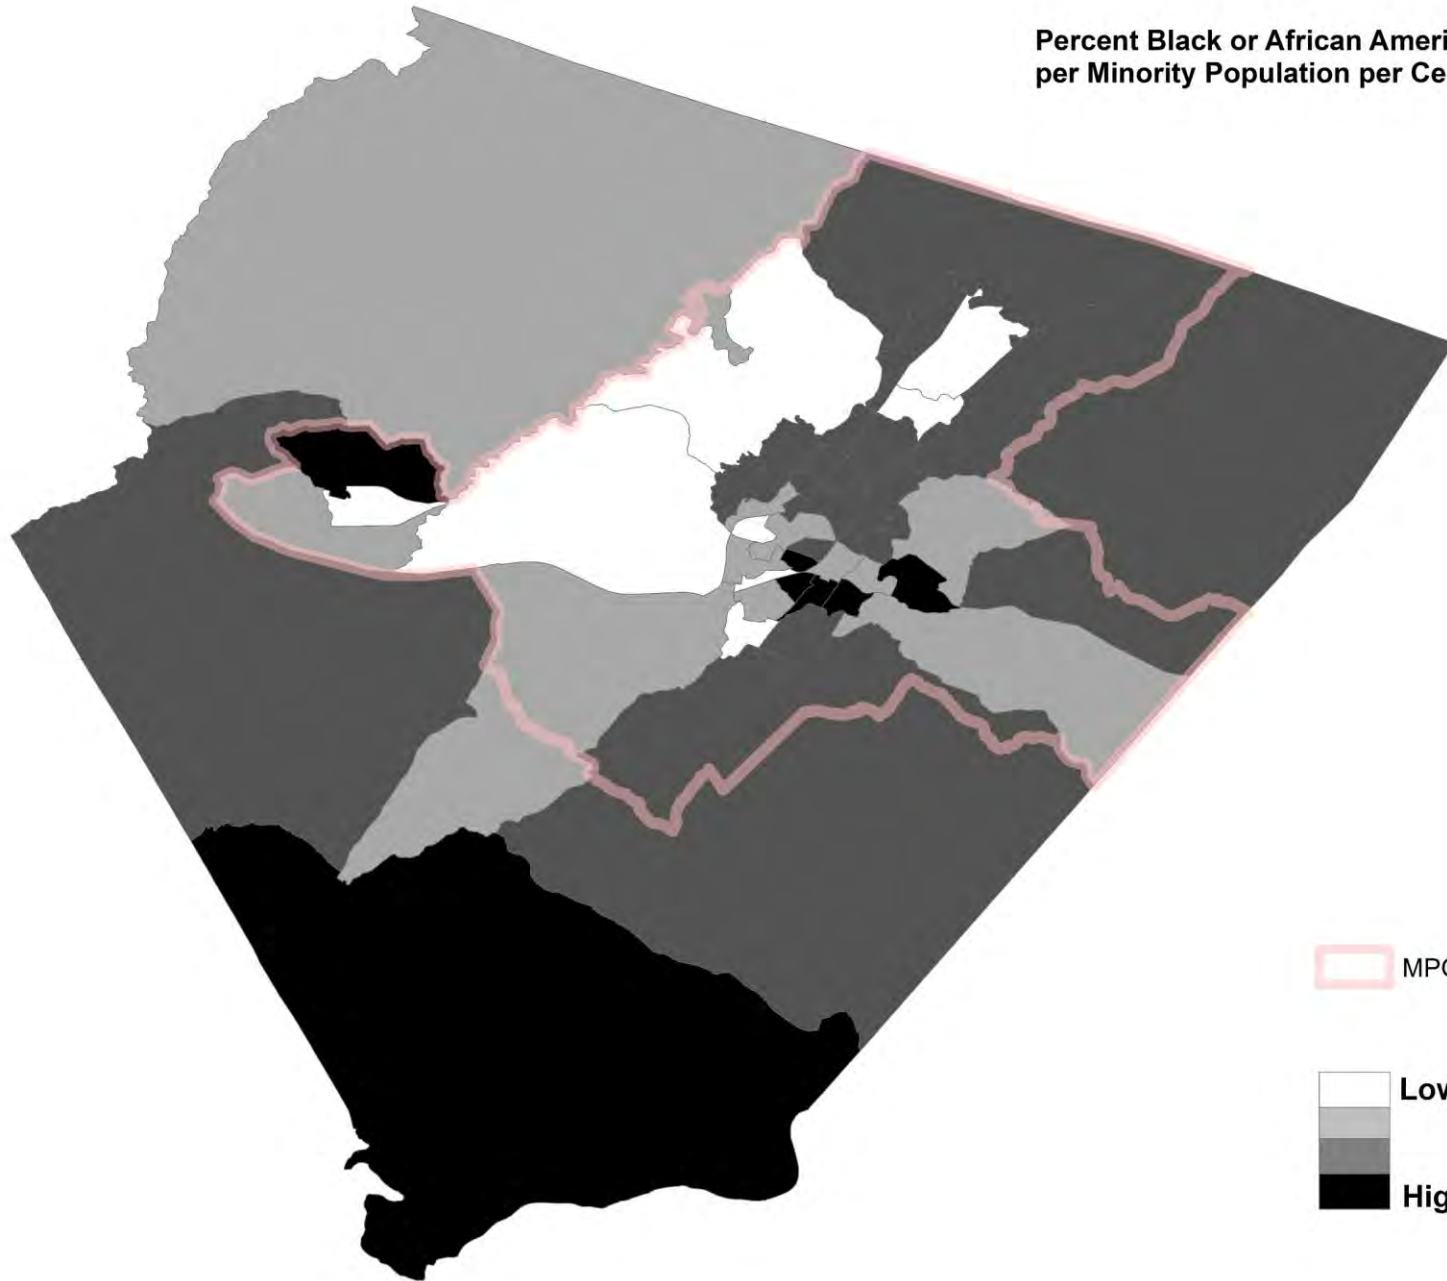 Percent Black or African Ameri
per Minority Population per Ce
MPO
Low
Hig